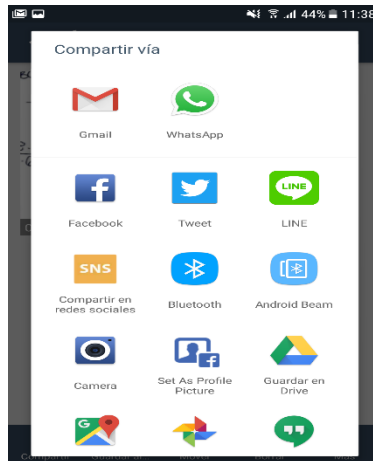 44% 11:38
Compartir vía
Gmail WhatsApp
Facebook Tweet LINE
LINE
SNS
Compartir en
redes sociales
Bluetooth Android Beam
Camera
Set As Profile
Picture
Guardar en
Drive